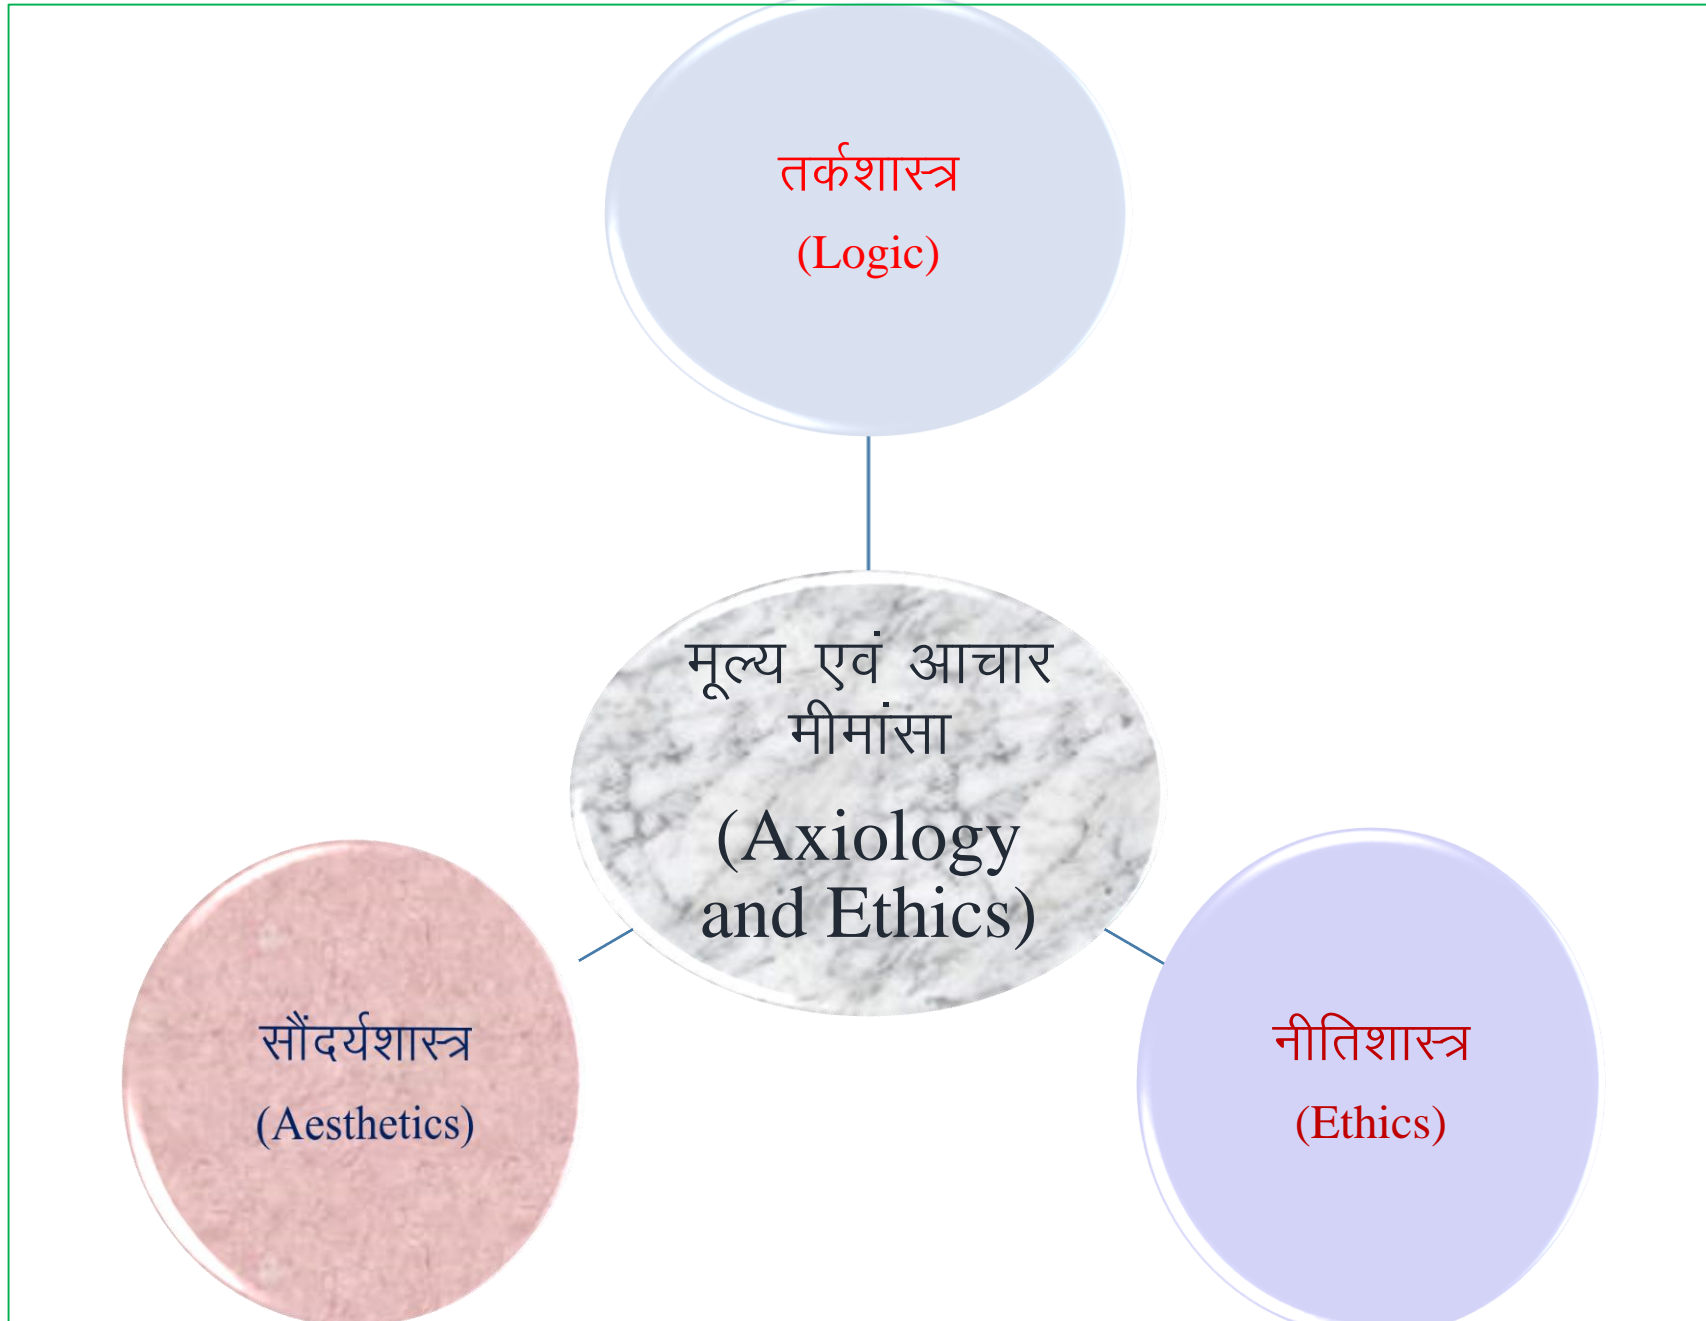 तर्कशास्त्र
(Logic)
मूल्य एवं आचार
मीमांसा
(Axiology
and Ethics)
सौंदर्यशास्त्र
(Aesthetics)
नीतिशास्त्र
(Ethics)